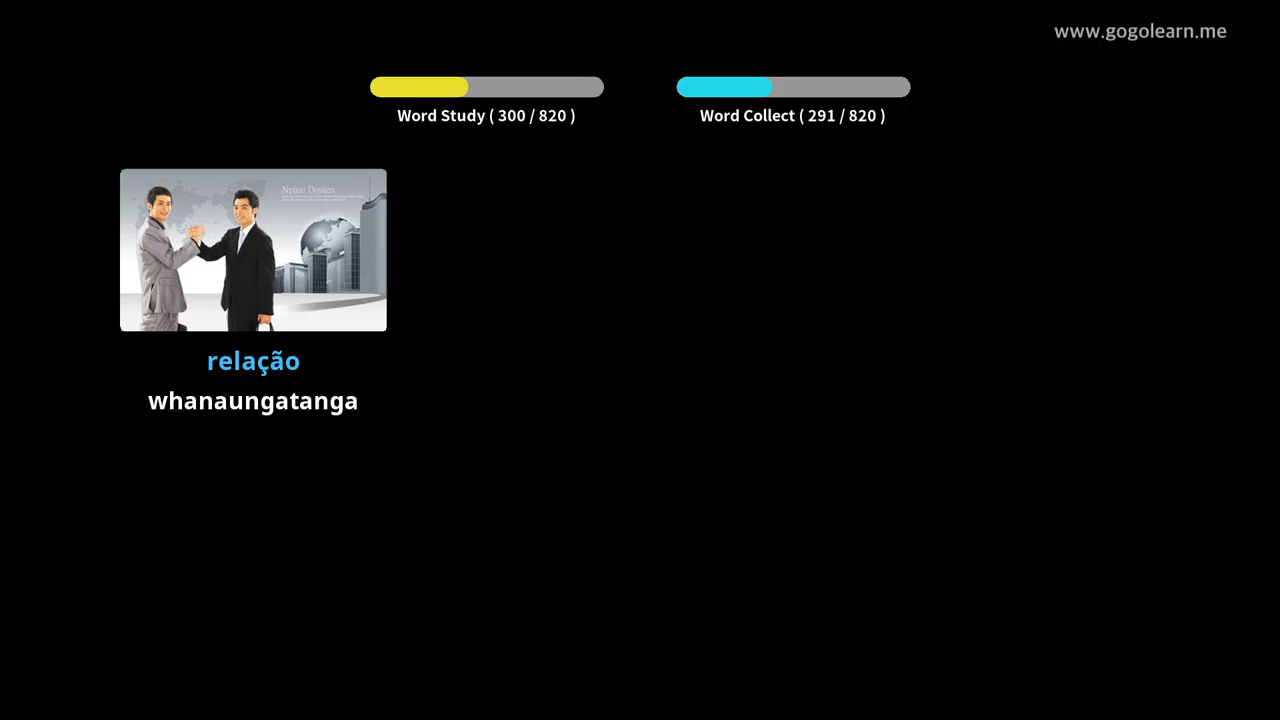 www.gogolearn.me
Word Study ( 300 / 820 )
Word Collect ( 291 / 820 )
Npine Design
relação
whanaungatanga